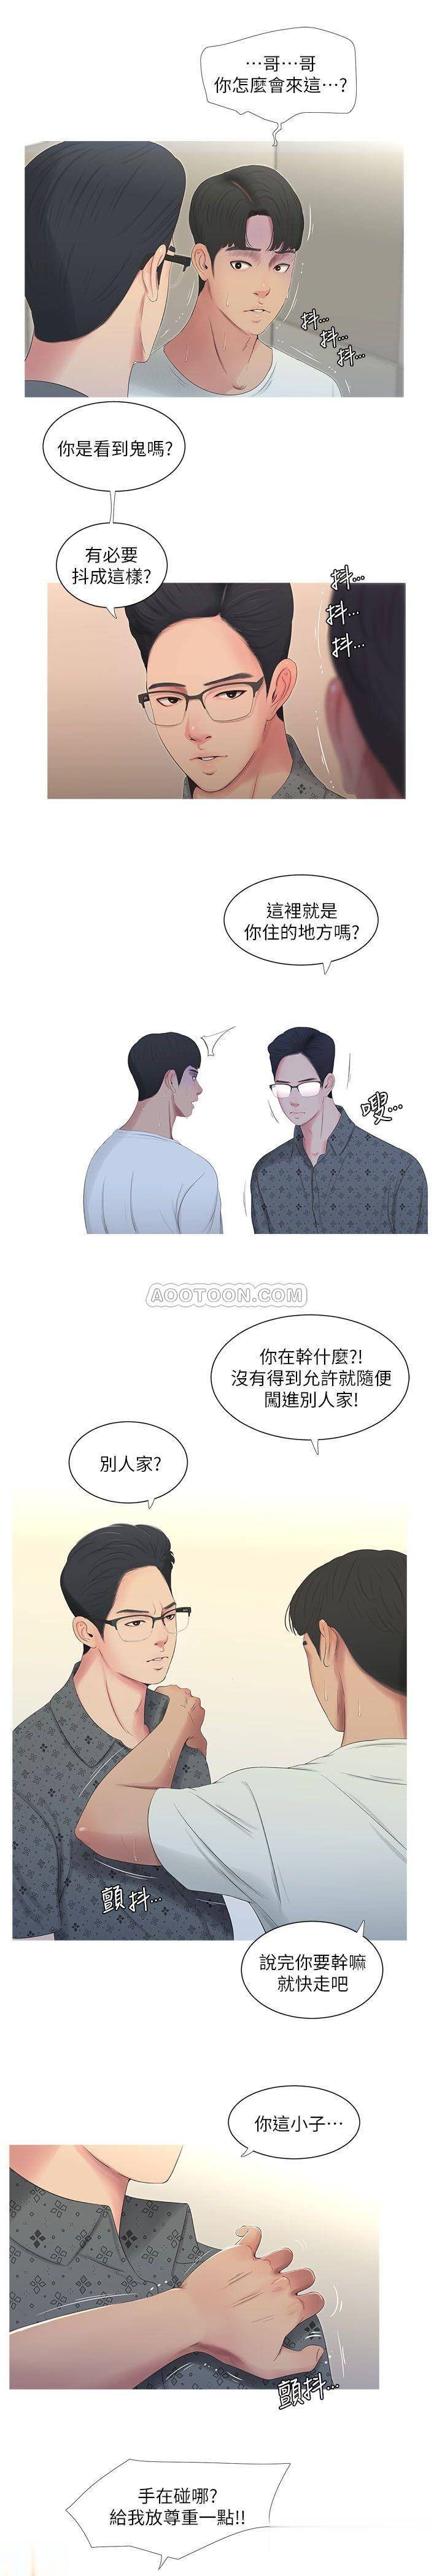 …哥…哥
你怎麼會來這…?
抖…
抖…
抖…
你是看到鬼嗎?
有必要
抖成這樣?
抖…
抖…
抖…
這裡就是
你住的地方嗎?
嗖…
AOOTOON.COM
你在幹什麼?!
沒有得到允許就隨便
闖進別人家!
別人家?
顫抖…
說完你要幹嘛
就快走吧
你這小子…
顫抖…
手在碰哪?
給我放尊重一點!!